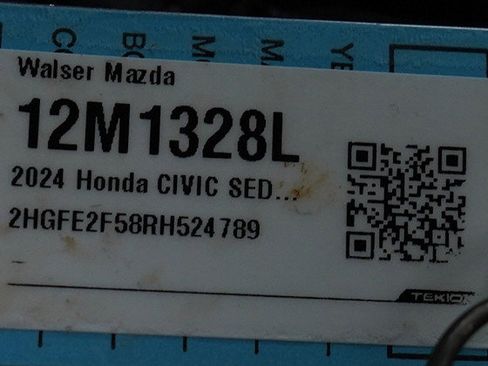 Walser Mazda
12M1328L
2024 Honda CIVIC SED...
2HGFE2F58RH524789
TEKION